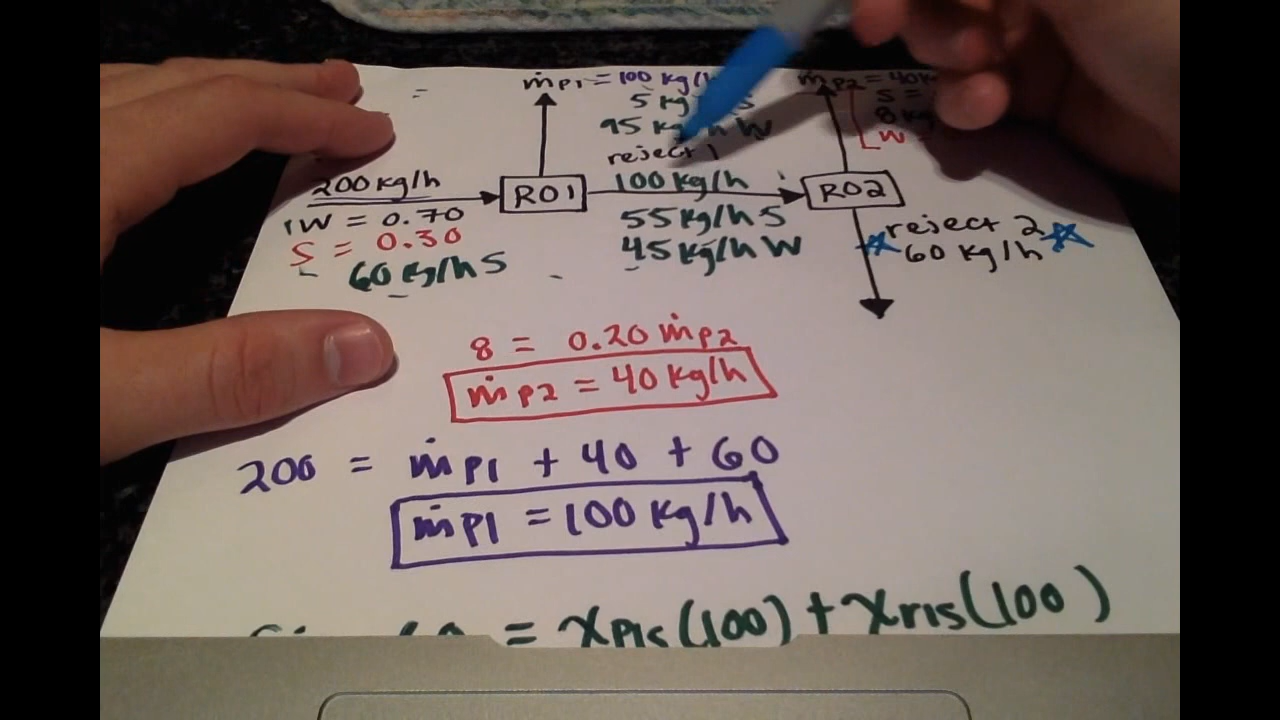 ṁP1 = 100 kg/h
5 kg S
95 kg/h W
reject 1
100 kg/h
55 kg/h S
45 kg/h W
200 kg/h
W = 0.70
S = 0.30
60 kg/h S
RO1
RO2
ṁP2 = 40 K
S =
8 kg
W
reject 2
60 kg/h
8 = 0.20 ṁP2
ṁP2 = 40 kg/h
200 = ṁP1 + 40 + 60
ṁP1 = 100 kg/h
= XP1S(100) + XR1S(100)